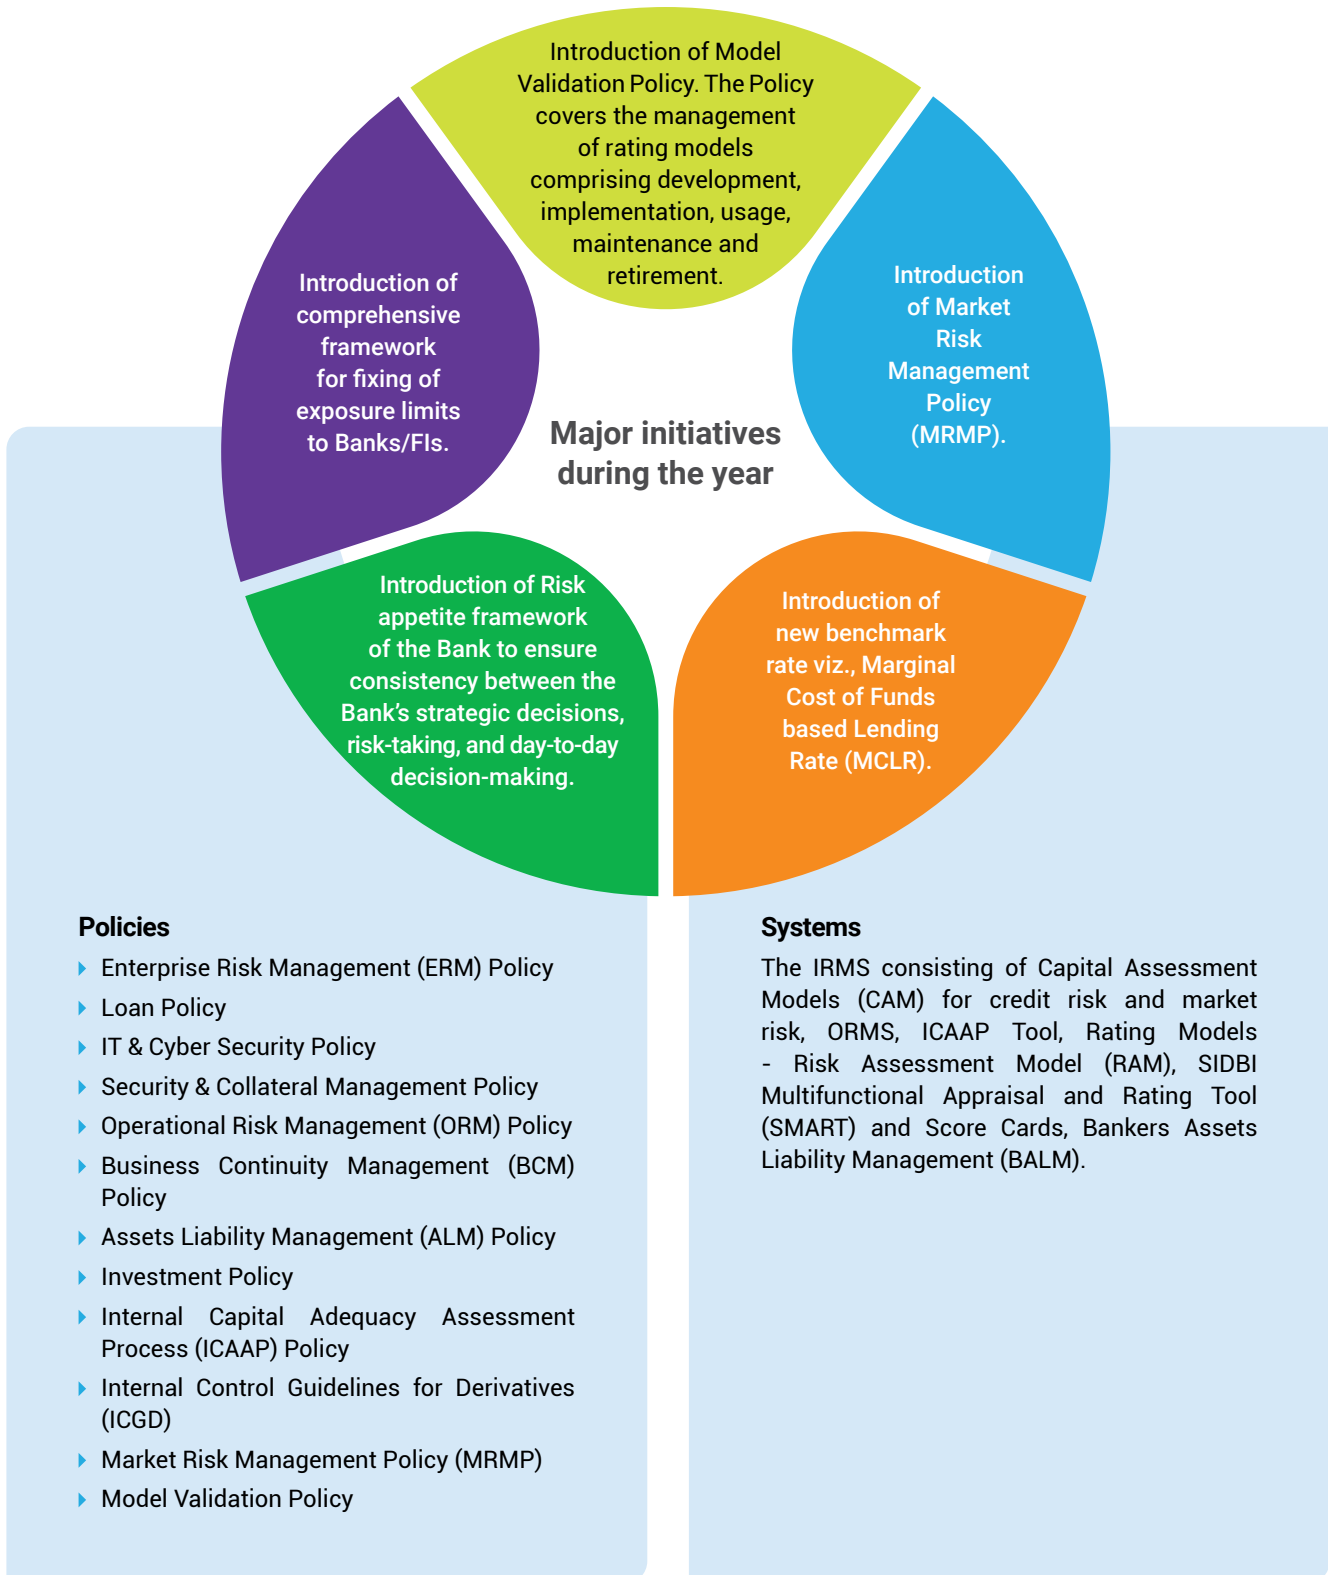 Introduction of Model
Validation Policy. The Policy
covers the management
of rating models
comprising development,
implementation, usage,
maintenance and
retirement.
Introduction
of Market
Risk
Management
Policy
(MRMP).
Introduction of
comprehensive
framework
for fixing of
exposure limits
to Banks/FIs.
Major initiatives
during the year
Introduction of Risk
appetite framework
of the Bank to ensure
consistency between the
Bank’s strategic decisions,
risk-taking, and day-to-day
decision-making.
Introduction of
new benchmark
rate viz., Marginal
Cost of Funds
based Lending
Rate (MCLR).
Policies
Enterprise Risk Management (ERM) Policy
Loan Policy
IT & Cyber Security Policy
Security & Collateral Management Policy
Operational Risk Management (ORM) Policy
Business Continuity Management (BCM)
Policy
Assets Liability Management (ALM) Policy
Investment Policy
Internal Capital Adequacy Assessment
Process (ICAAP) Policy
Internal Control Guidelines for Derivatives
(ICGD)
Market Risk Management Policy (MRMP)
Model Validation Policy
Systems
The IRMS consisting of Capital Assessment
Models (CAM) for credit risk and market
risk, ORMS, ICAAP Tool, Rating Models
- Risk Assessment Model (RAM), SIDBI
Multifunctional Appraisal and Rating Tool
(SMART) and Score Cards, Bankers Assets
Liability Management (BALM).